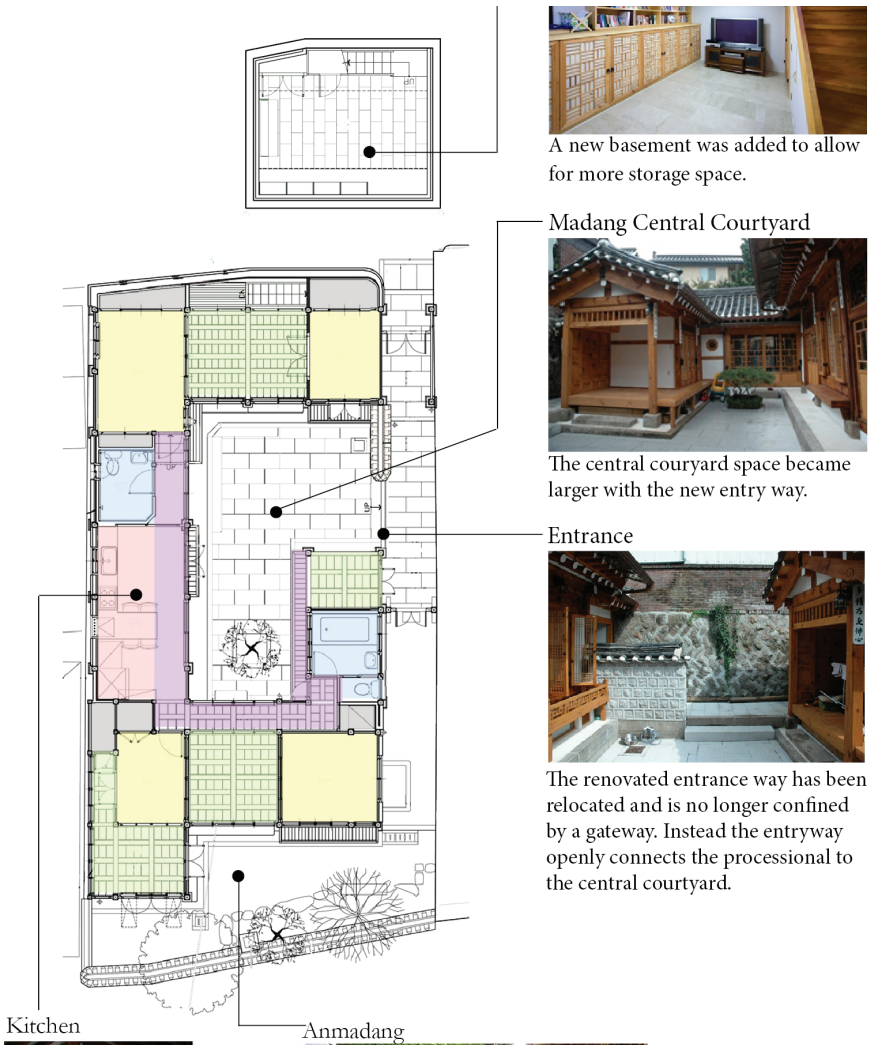 UP
A new basement was added to allow
for more storage space.
Madang Central Courtyard
The central couryard space became
larger with the new entry way.
UP
Entrance
The renovated entrance way has been
relocated and is no longer confined
by a gateway. Instead the entryway
openly connects the processional to
the central courtyard.
Kitchen
Anmadang